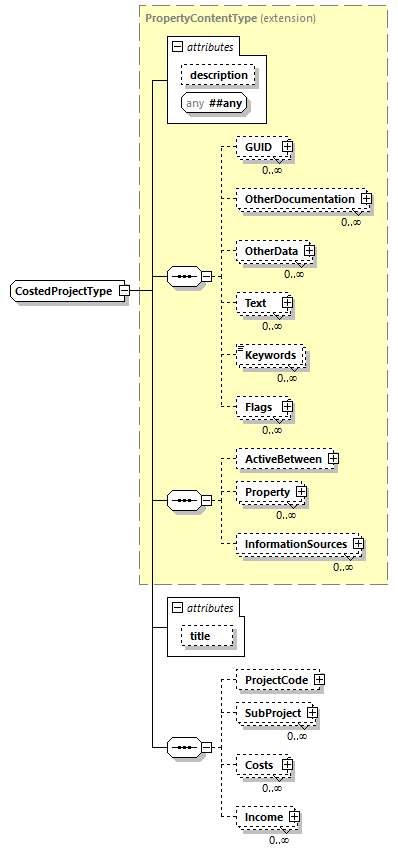 PropertyContentType (extension)
attributes
description
any ##any
GUID
0..∞
OtherDocumentation
0..∞
OtherData
0..∞
CostedProjectType
Text
0..∞
Keywords
0..∞
Flags
0..∞
ActiveBetween
Property
0..∞
InformationSources
0..∞
attributes
title
ProjectCode
SubProject
0..∞
Costs
0..∞
Income
0..∞